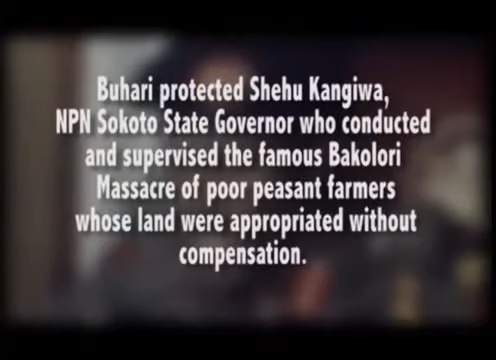 Buhari protected Shehu Kangiwa,
NPN Sokoto State Governor who conducted
and supervised the famous Bakolori
Massacre of poor peasant farmers
whose land were appropriated without
compensation.